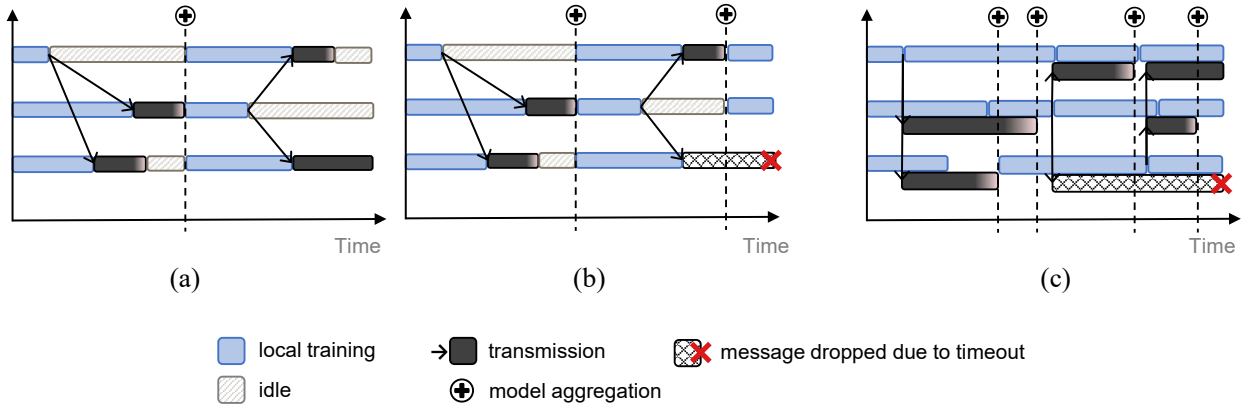 Time
Time
Time
(a)
(b)
(c)
local training
transmission
message dropped due to timeout
idle
model aggregation